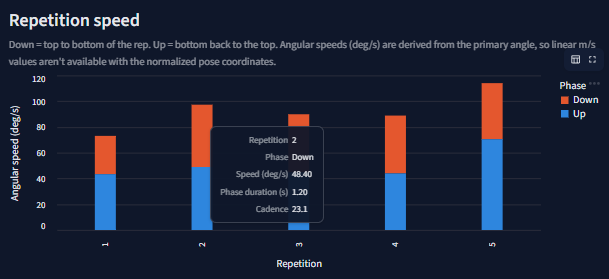 Repetition speed
Down = top to bottom of the rep. Up = bottom back to the top. Angular speeds (deg/s) are derived from the primary angle, so linear m/s
values aren't available with the normalized pose coordinates.
Phase
Down
Up
Angular speed (deg/s)
120
100
80
60
40
20
0
Repetition 2
Phase Down
Speed (deg/s) 48.40
Phase duration (s) 1.20
Cadence 23.1
1 2 3 4 5
Repetition